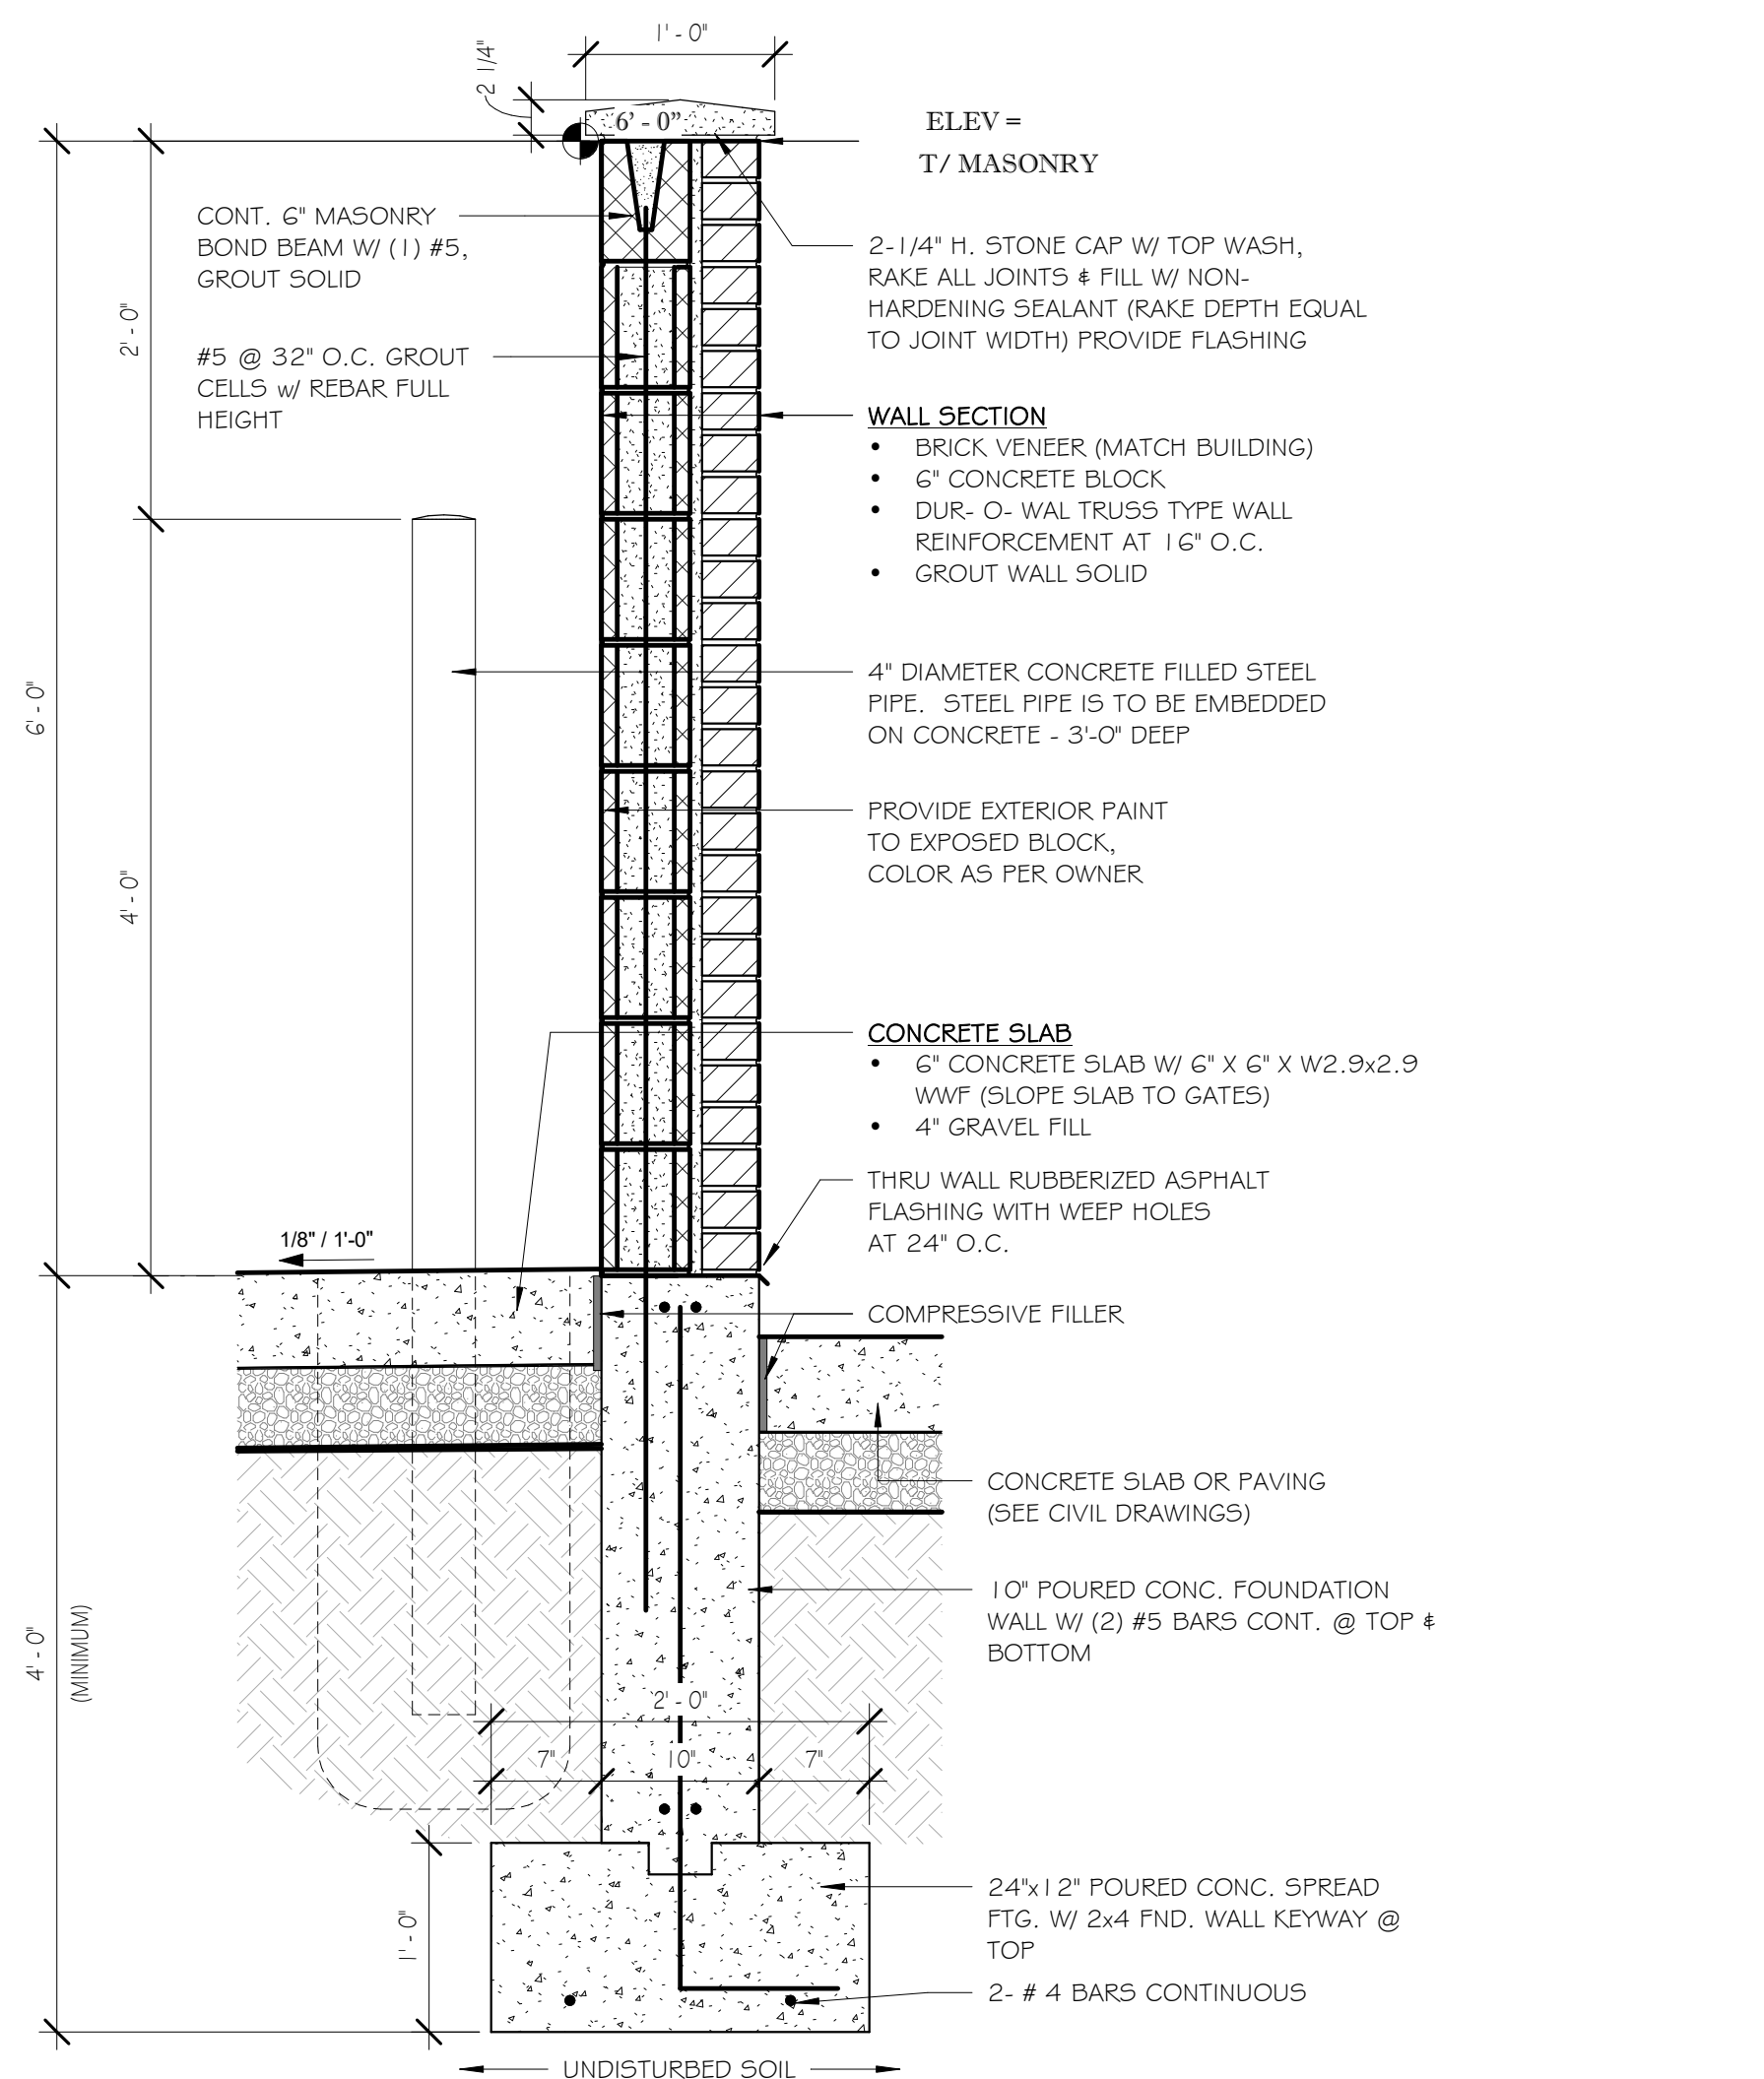 1' - 0"
2 1/4"
6' - 0"
ELEV =
T/ MASONRY
CONT. 6" MASONRY
BOND BEAM W/ (1) #5,
GROUT SOLID
2-1/4" H. STONE CAP W/ TOP WASH,
RAKE ALL JOINTS & FILL W/ NON-
HARDENING SEALANT (RAKE DEPTH EQUAL
TO JOINT WIDTH) PROVIDE FLASHING
2' - 0"
#5 @ 32" O.C. GROUT
CELLS w/ REBAR FULL
HEIGHT
WALL SECTION
• BRICK VENEER (MATCH BUILDING)
• 6" CONCRETE BLOCK
• DUR- O- WAL TRUSS TYPE WALL
REINFORCEMENT AT 16" O.C.
• GROUT WALL SOLID
6' - 0"
4" DIAMETER CONCRETE FILLED STEEL
PIPE. STEEL PIPE IS TO BE EMBEDDED
ON CONCRETE - 3'-0" DEEP
4' - 0"
PROVIDE EXTERIOR PAINT
TO EXPOSED BLOCK,
COLOR AS PER OWNER
CONCRETE SLAB
• 6" CONCRETE SLAB W/ 6" X 6" X W2.9x2.9
WWF (SLOPE SLAB TO GATES)
• 4" GRAVEL FILL
THRU WALL RUBBERIZED ASPHALT
FLASHING WITH WEEP HOLES
AT 24" O.C.
1/8" / 1'-0"
COMPRESSIVE FILLER
CONCRETE SLAB OR PAVING
(SEE CIVIL DRAWINGS)
10" POURED CONC. FOUNDATION
WALL W/ (2) #5 BARS CONT. @ TOP &
BOTTOM
4' - 0"
(MINIMUM)
2' - 0"
7"
10"
7"
1' - 0"
24"x12" POURED CONC. SPREAD
FTG. W/ 2x4 FND. WALL KEYWAY @
TOP
2- # 4 BARS CONTINUOUS
UNDISTURBED SOIL